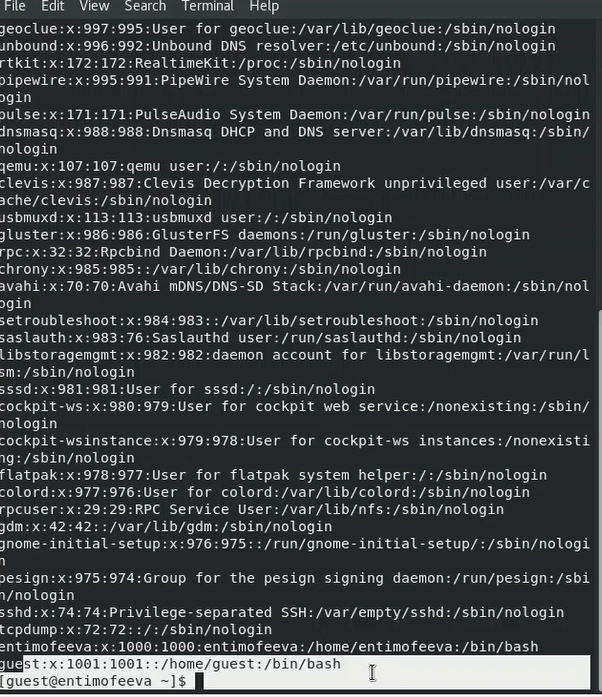 File Edit View Search Terminal Help
geoclue:x:997:995:User for geoclue:/var/lib/geoclue:/sbin/nologin
unbound:x:996:992:Unbound DNS resolver:/etc/unbound:/sbin/nologin
rtkit:x:172:172:RealtimeKit:/proc:/sbin/nologin
pipewire:x:995:991:PipeWire System Daemon:/var/run/pipewire:/sbin/nol
ogin
pulse:x:171:171:PulseAudio System Daemon:/var/run/pulse:/sbin/nologin
dnsmasq:x:988:988:Dnsmasq DHCP and DNS server:/var/lib/dnsmasq:/sbin/
nologin
qemu:x:107:107:qemu user:/:/sbin/nologin
clevis:x:987:987:Clevis Decryption Framework unprivileged user:/var/c
ache/clevis:/sbin/nologin
usbmuxd:x:113:113:usbmuxd user:/:/sbin/nologin
gluster:x:986:986:GlusterFS daemons:/run/gluster:/sbin/nologin
rpc:x:32:32:Rpcbind Daemon:/var/lib/rpcbind:/sbin/nologin
chrony:x:985:985::/var/lib/chrony:/sbin/nologin
avahi:x:70:70:Avahi mDNS/DNS-SD Stack:/var/run/avahi-daemon:/sbin/nol
ogin
setroubleshoot:x:984:983::/var/lib/setroubleshoot:/sbin/nologin
saslauth:x:983:76:Saslauthd user:/run/saslauthd:/sbin/nologin
libstoragemgmt:x:982:982:daemon account for libstoragemgmt:/var/run/l
sm:/sbin/nologin
sssd:x:981:981:User for sssd:/:/sbin/nologin
cockpit-ws:x:980:979:User for cockpit web service:/nonexisting:/sbin/
nologin
cockpit-wsinstance:x:979:978:User for cockpit-ws instances:/nonexisti
ng:/sbin/nologin
flatpak:x:978:977:User for flatpak system helper:/:/sbin/nologin
colord:x:977:976:User for colord:/var/lib/colord:/sbin/nologin
rpcuser:x:29:29:RPC Service User:/var/lib/nfs:/sbin/nologin
gdm:x:42:42::/var/lib/gdm:/sbin/nologin
gnome-initial-setup:x:976:975::/run/gnome-initial-setup/:/sbin/nologi
n
pesign:x:975:974:Group for the pesign signing daemon:/run/pesign:/sbi
n/nologin
sshd:x:74:74:Privilege-separated SSH:/var/empty/sshd:/sbin/nologin
tcpdump:x:72:72::/:/sbin/nologin
entimofeeva:x:1000:1000:entimofeeva:/home/entimofeeva:/bin/bash
guest:x:1001:1001::/home/guest:/bin/bash
[guest@entimofeeva ~]$